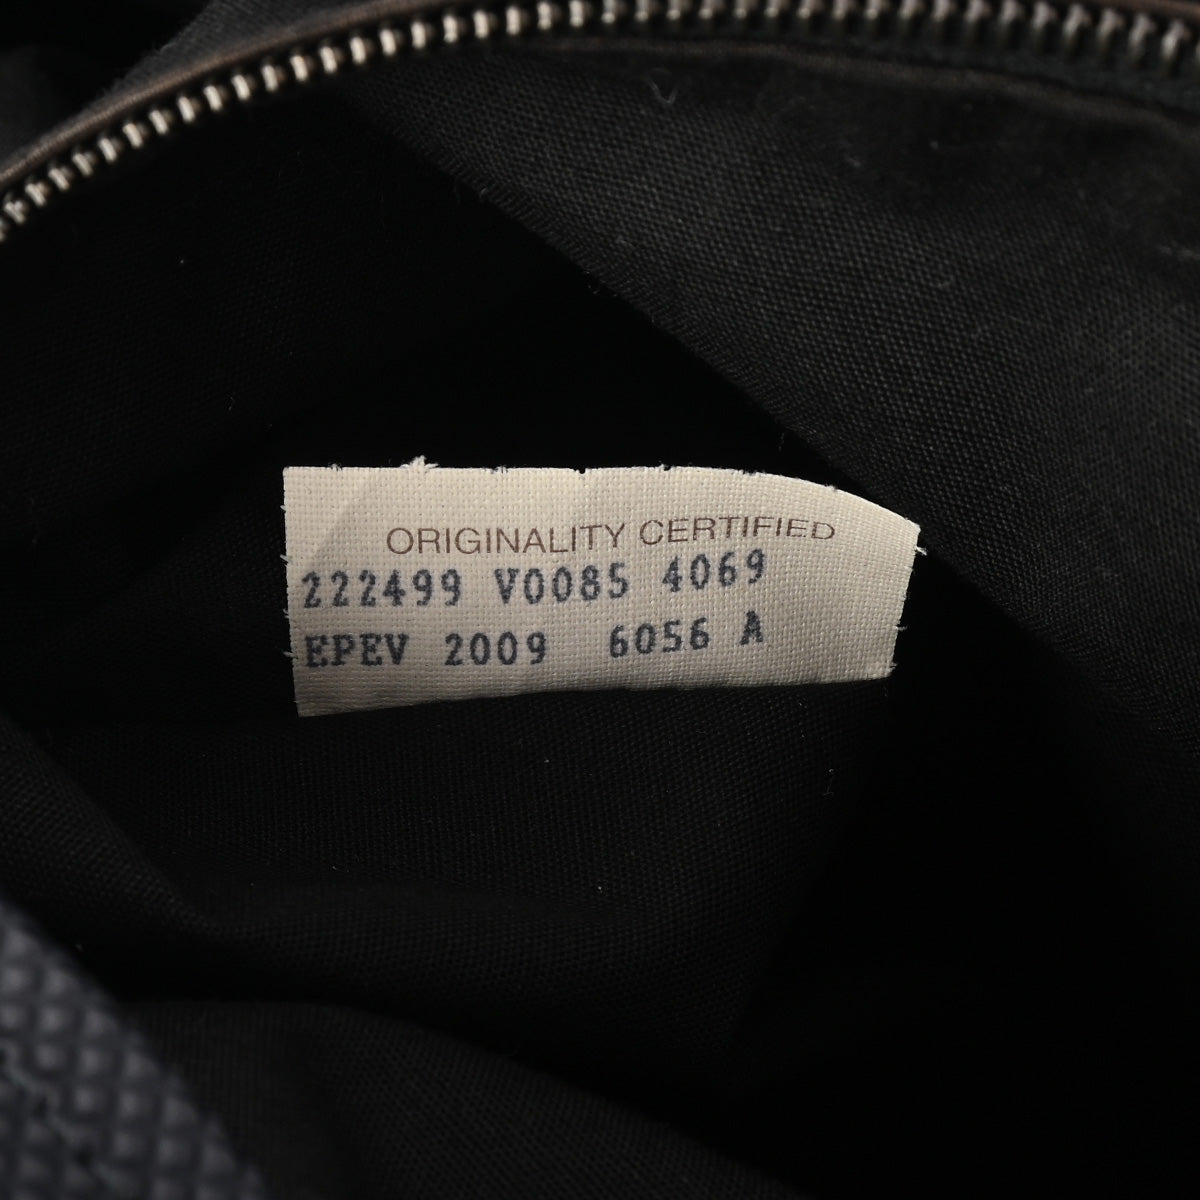 ORIGINALITY CERTIFIED
222499 V0085 4069
EPEV 2009 6056 A